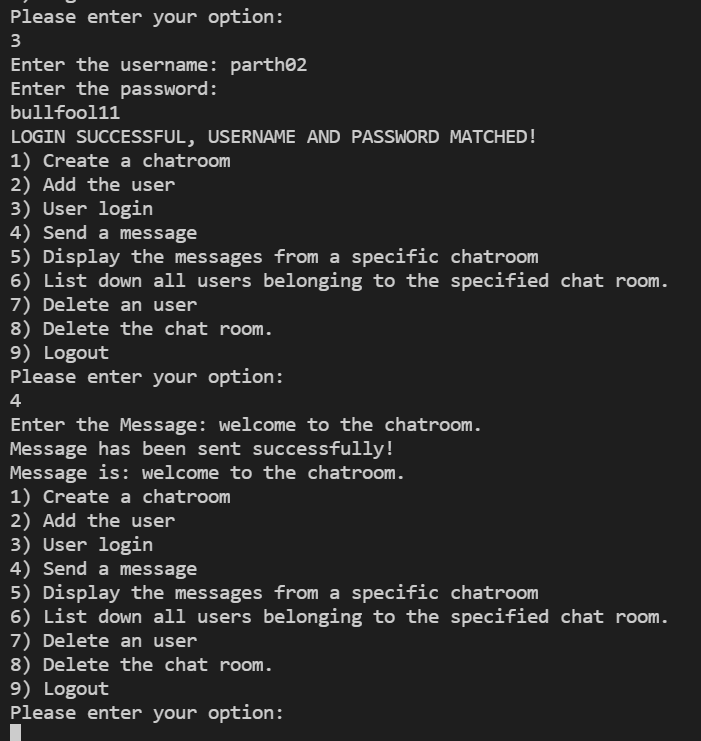 Please enter your option:
3
Enter the username: parth02
Enter the password:
bullfool11
LOGIN SUCCESSFUL, USERNAME AND PASSWORD MATCHED!
1) Create a chatroom
2) Add the user
3) User login
4) Send a message
5) Display the messages from a specific chatroom
6) List down all users belonging to the specified chat room.
7) Delete an user
8) Delete the chat room.
9) Logout
Please enter your option:
4
Enter the Message: welcome to the chatroom.
Message has been sent successfully!
Message is: welcome to the chatroom.
1) Create a chatroom
2) Add the user
3) User login
4) Send a message
5) Display the messages from a specific chatroom
6) List down all users belonging to the specified chat room.
7) Delete an user
8) Delete the chat room.
9) Logout
Please enter your option: